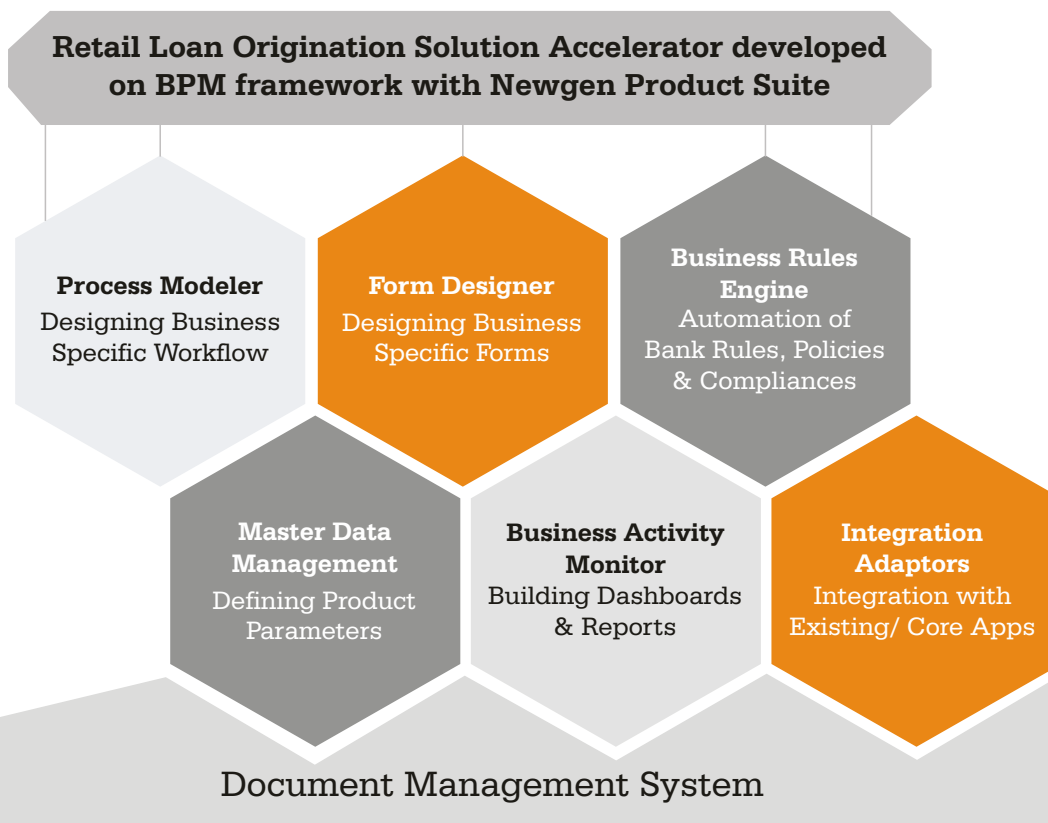 Retail Loan Origination Solution Accelerator developed
on BPM framework with Newgen Product Suite
Process Modeler
Designing Business
Specific Workflow
Form Designer
Designing Business
Specific Forms
Business Rules
Engine
Automation of
Bank Rules, Policies
& Compliances
Master Data
Management
Defining Product
Parameters
Business Activity
Monitor
Building Dashboards
& Reports
Integration
Adaptors
Integration with
Existing/ Core Apps
Document Management System